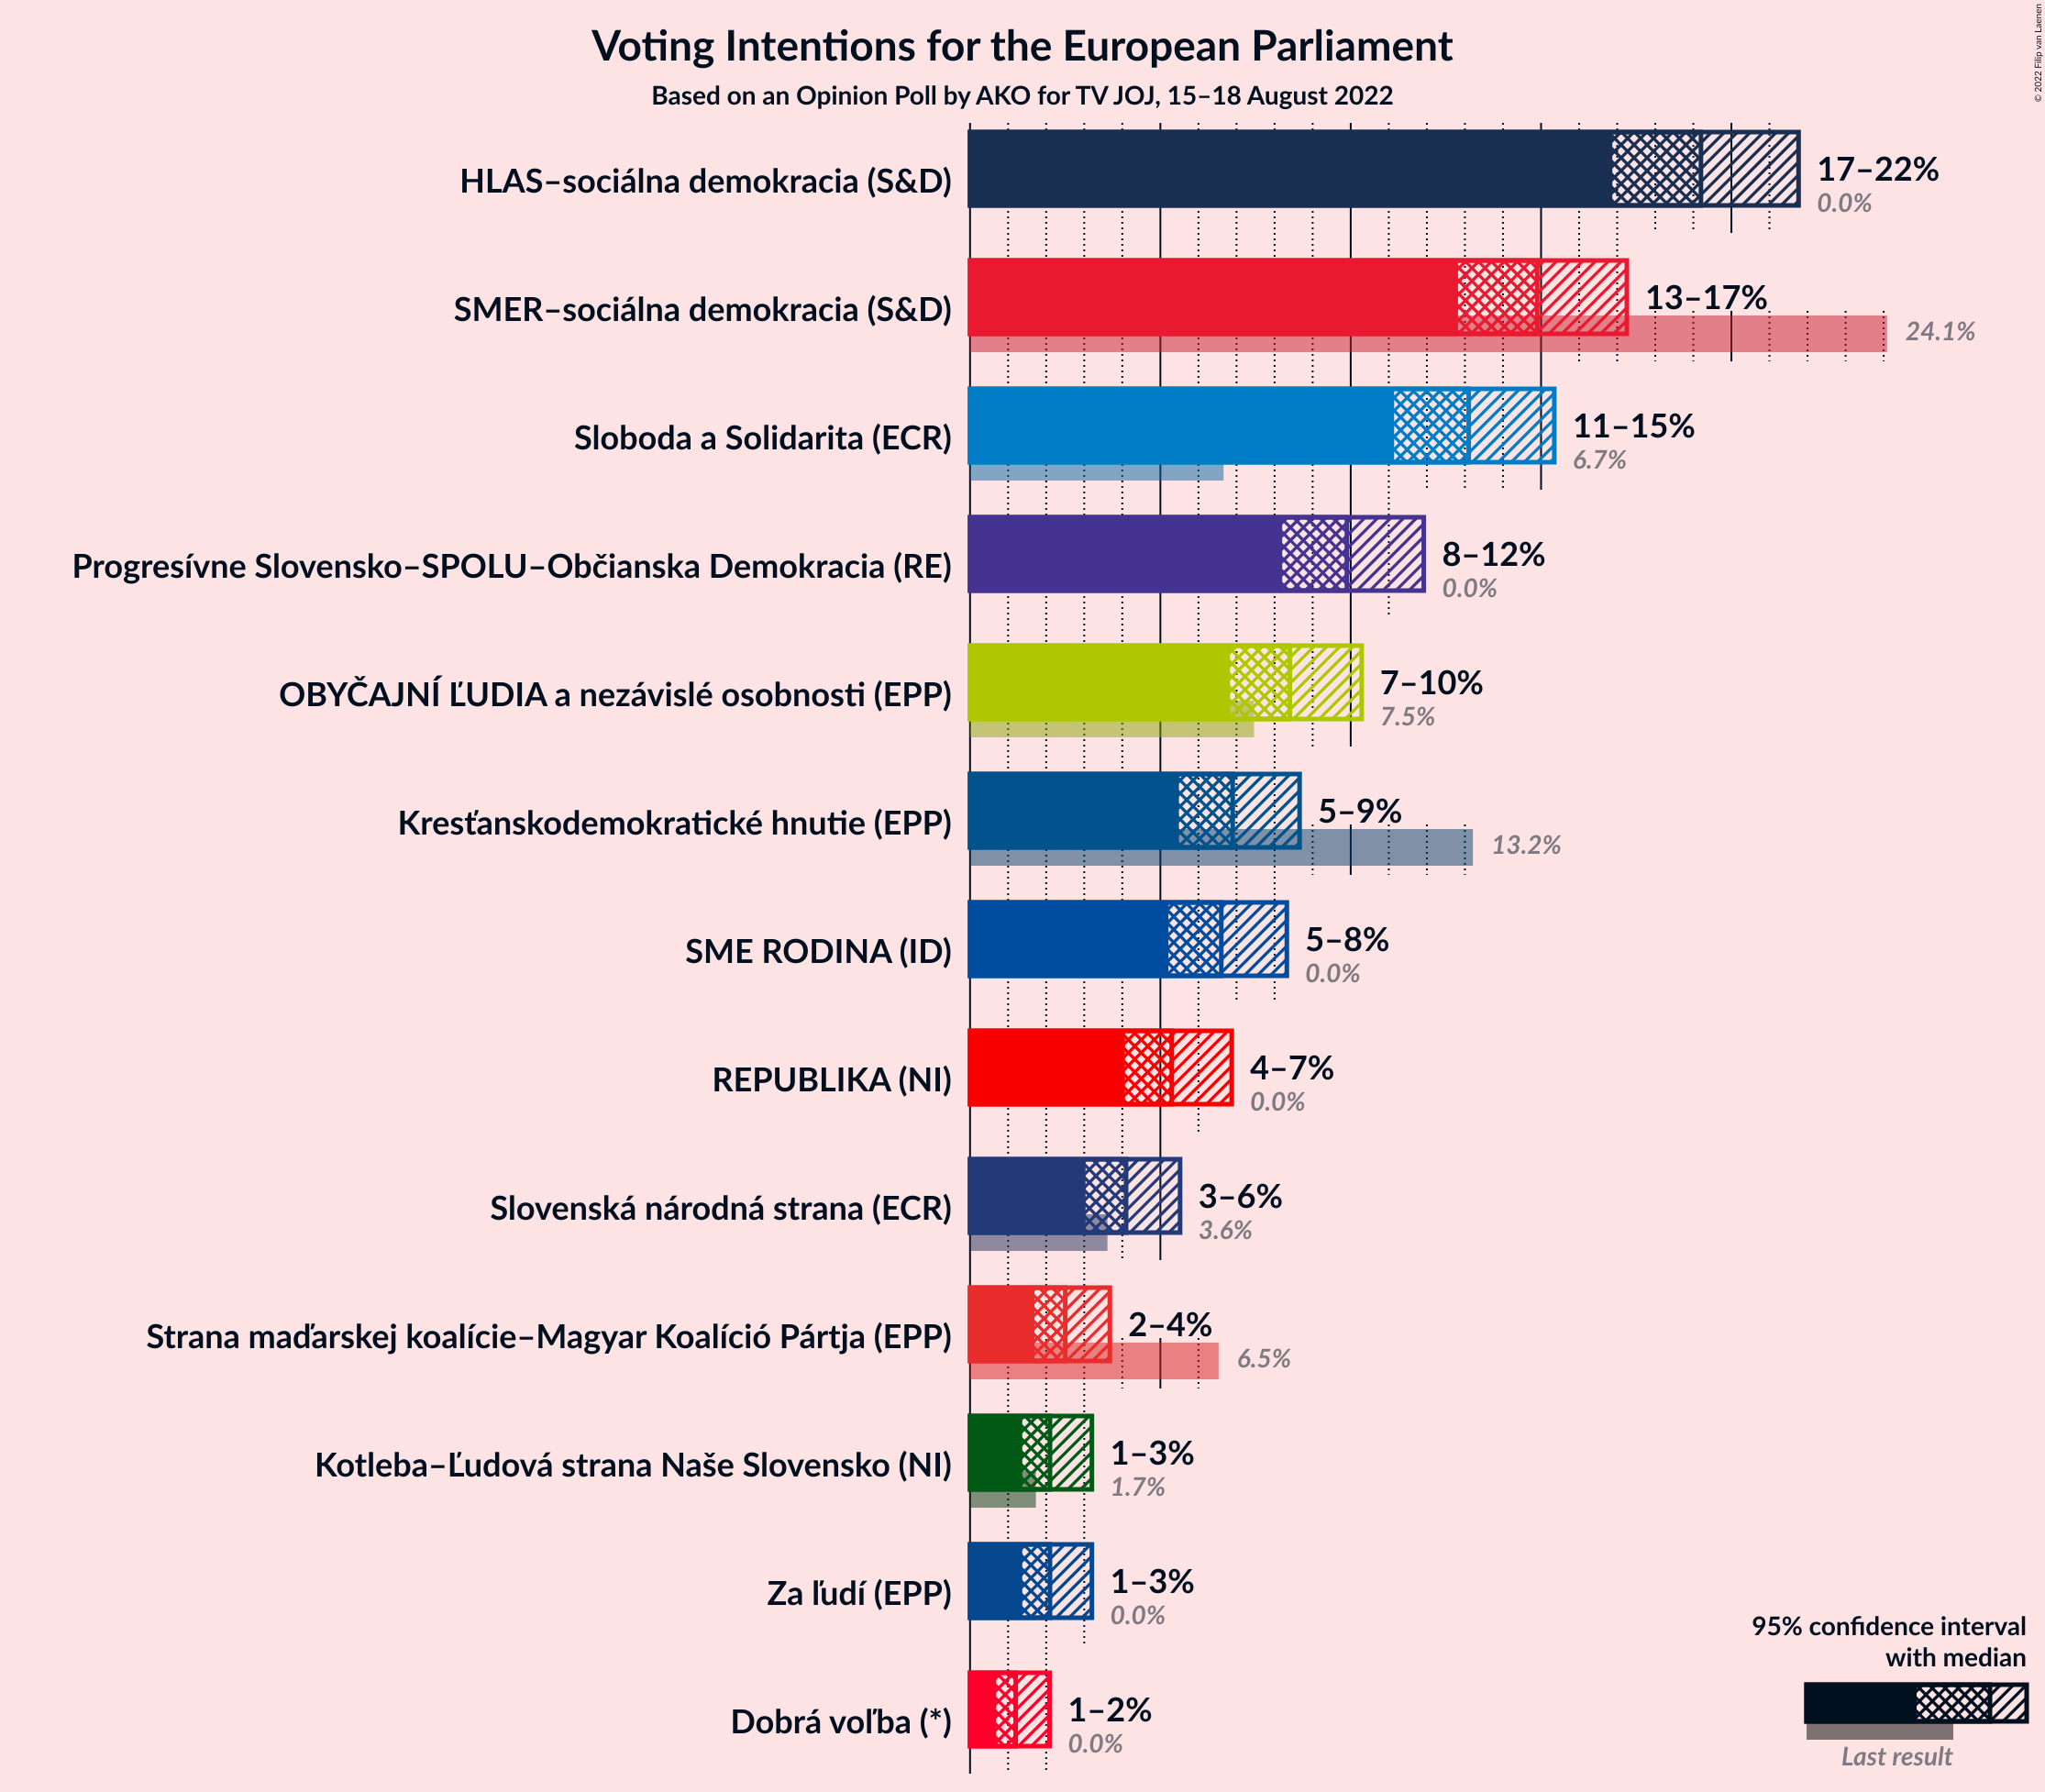 Voting Intentions for the European Parliament
Based on an Opinion Poll by AKO for TV JOJ, 15–18 August 2022
© 2022 Filip van Laenen
HLAS–sociálna demokracia (S&D)
17–22%
0.0%
SMER–sociálna demokracia (S&D)
13–17%
24.1%
Sloboda a Solidarita (ECR)
11–15%
6.7%
Progresívne Slovensko–SPOLU–Občianska Demokracia (RE)
8–12%
0.0%
OBYČAJNÍ ĽUDIA a nezávislé osobnosti (EPP)
7–10%
7.5%
Kresťanskodemokratické hnutie (EPP)
5–9%
13.2%
SME RODINA (ID)
5–8%
0.0%
REPUBLIKA (NI)
4–7%
0.0%
Slovenská národná strana (ECR)
3–6%
3.6%
Strana maďarskej koalície–Magyar Koalíció Pártja (EPP)
2–4%
6.5%
Kotleba–Ľudová strana Naše Slovensko (NI)
1–3%
1.7%
Za ľudí (EPP)
1–3%
0.0%
Dobrá voľba (*)
1–2%
0.0%
95% confidence interval
with median
Last result